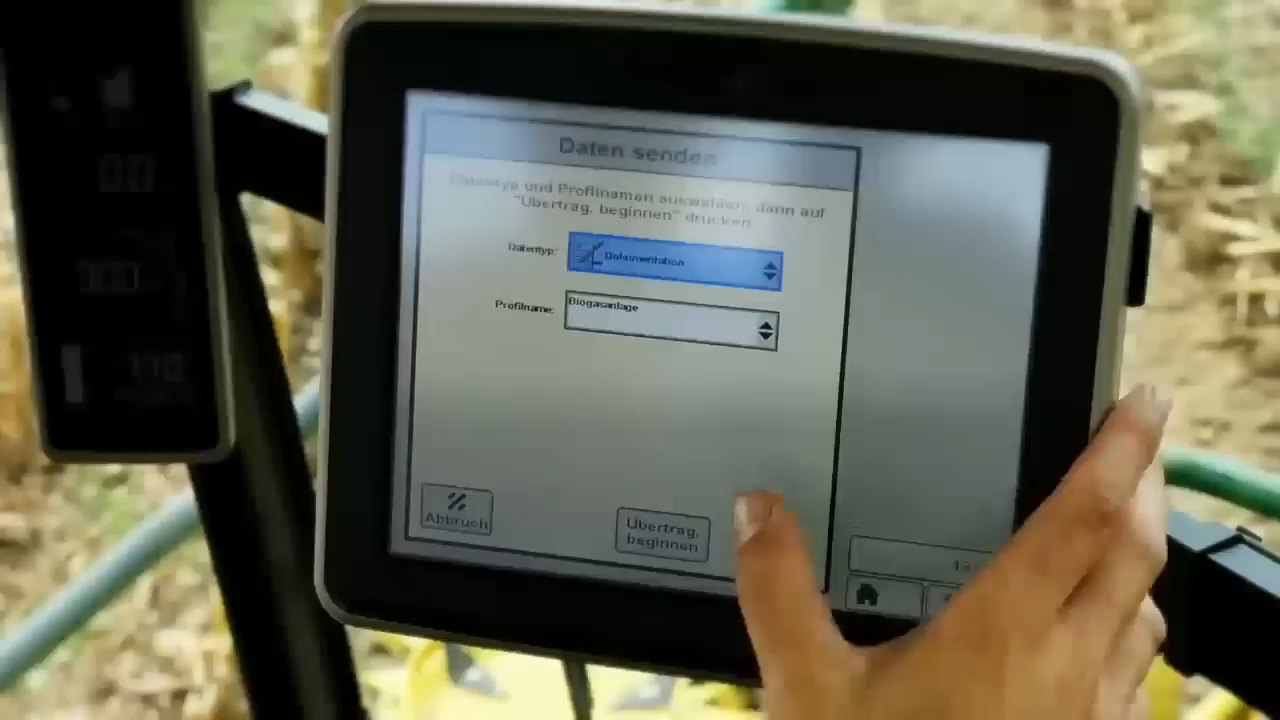 Daten senden
Datentyp und Profilnamen auswählen, dann auf
"Übertrag. beginnen" drücken.
Datentyp: Dokumentation
Profilname: Biogasanlage
Abbruch
Übertrag.
beginnen